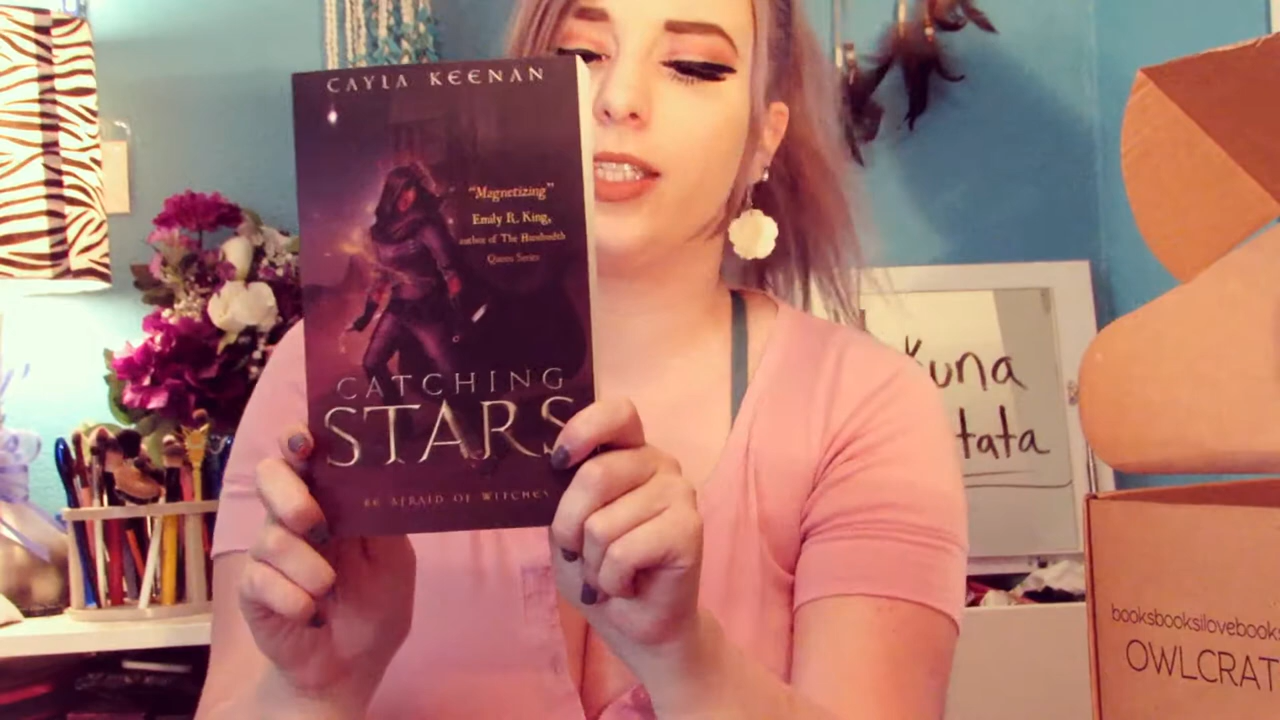 CAYLA KEENAN
"Magnetizing"
Emily R. King,
author of The Hundredth
Queen Series
CATCHING
STARS
BE AFRAID OF WITCHES
kuna
tata
booksbooksilovebooks
OWLCRAT